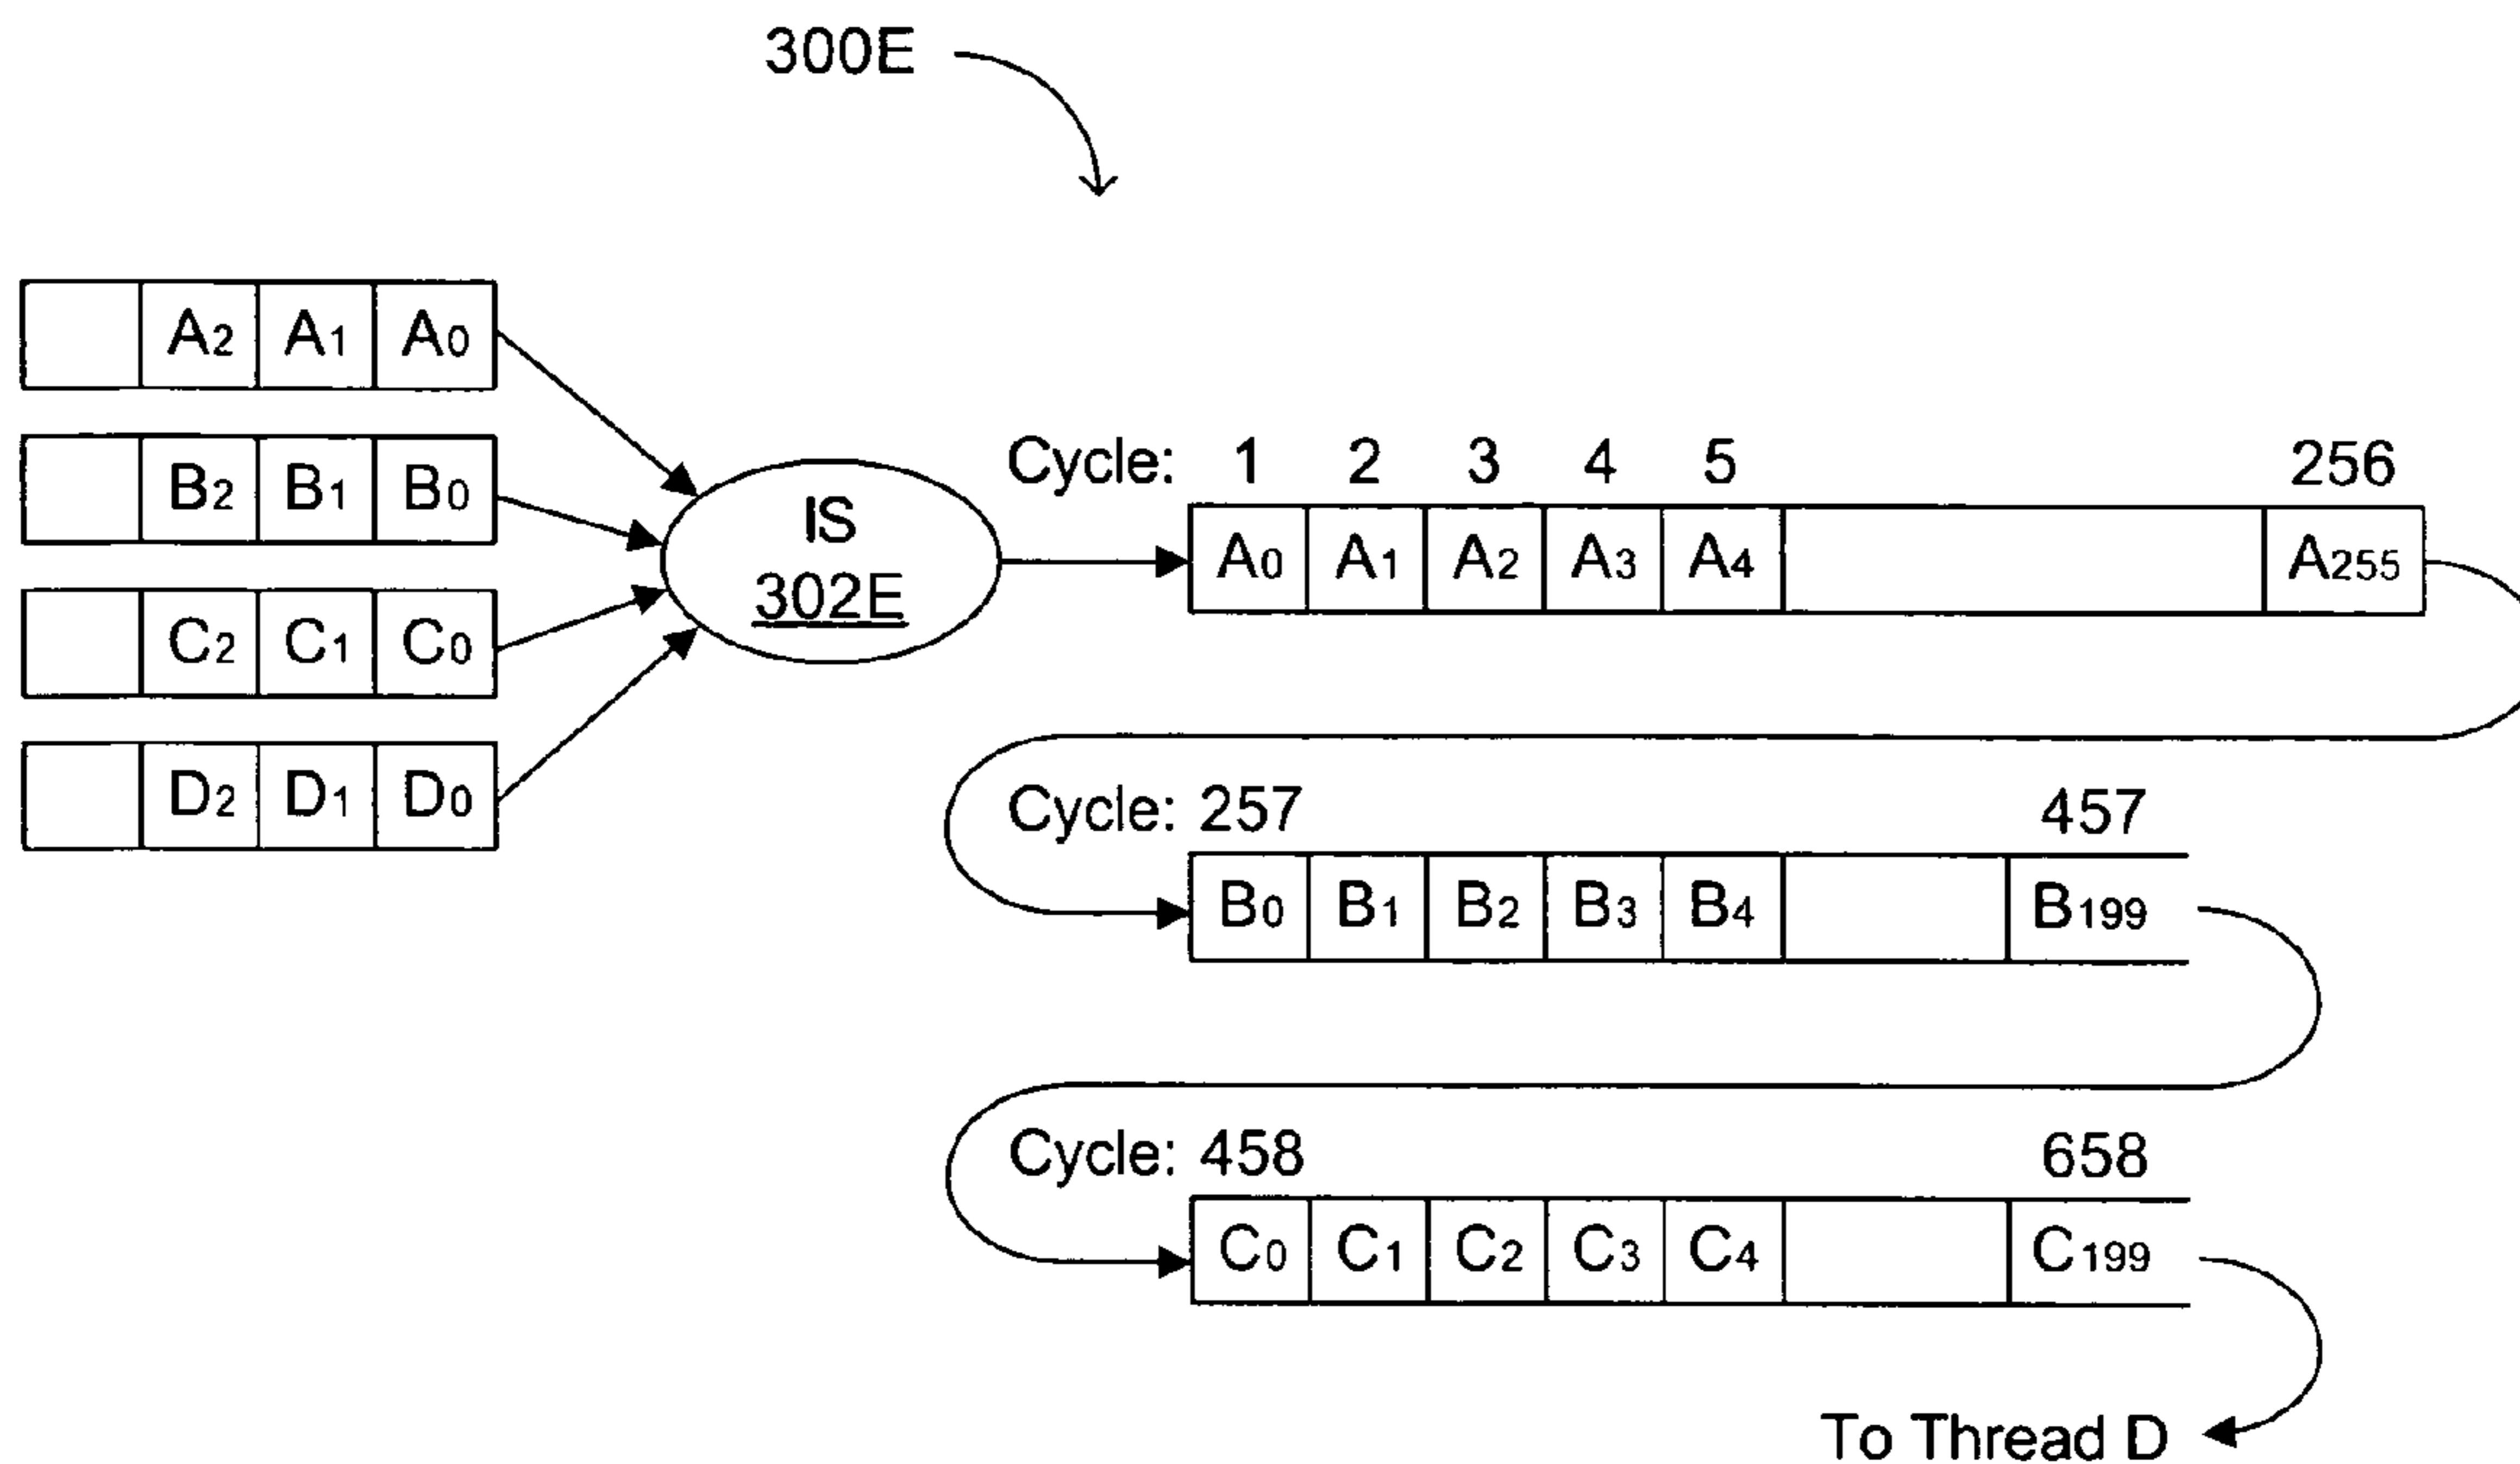 300E
A2 A1 A0
B2 B1 B0
C2 C1 C0
D2 D1 D0
IS
302E
Cycle: 1 2 3 4 5 256
A0 A1 A2 A3 A4 A255
Cycle: 257 457
B0 B1 B2 B3 B4 B199
Cycle: 458 658
C0 C1 C2 C3 C4 C199
To Thread D